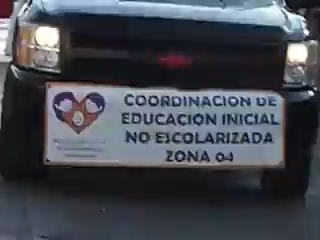 COORDINACION DE
EDUCACION INICIAL
NO ESCOLARIZADA
ZONA 04